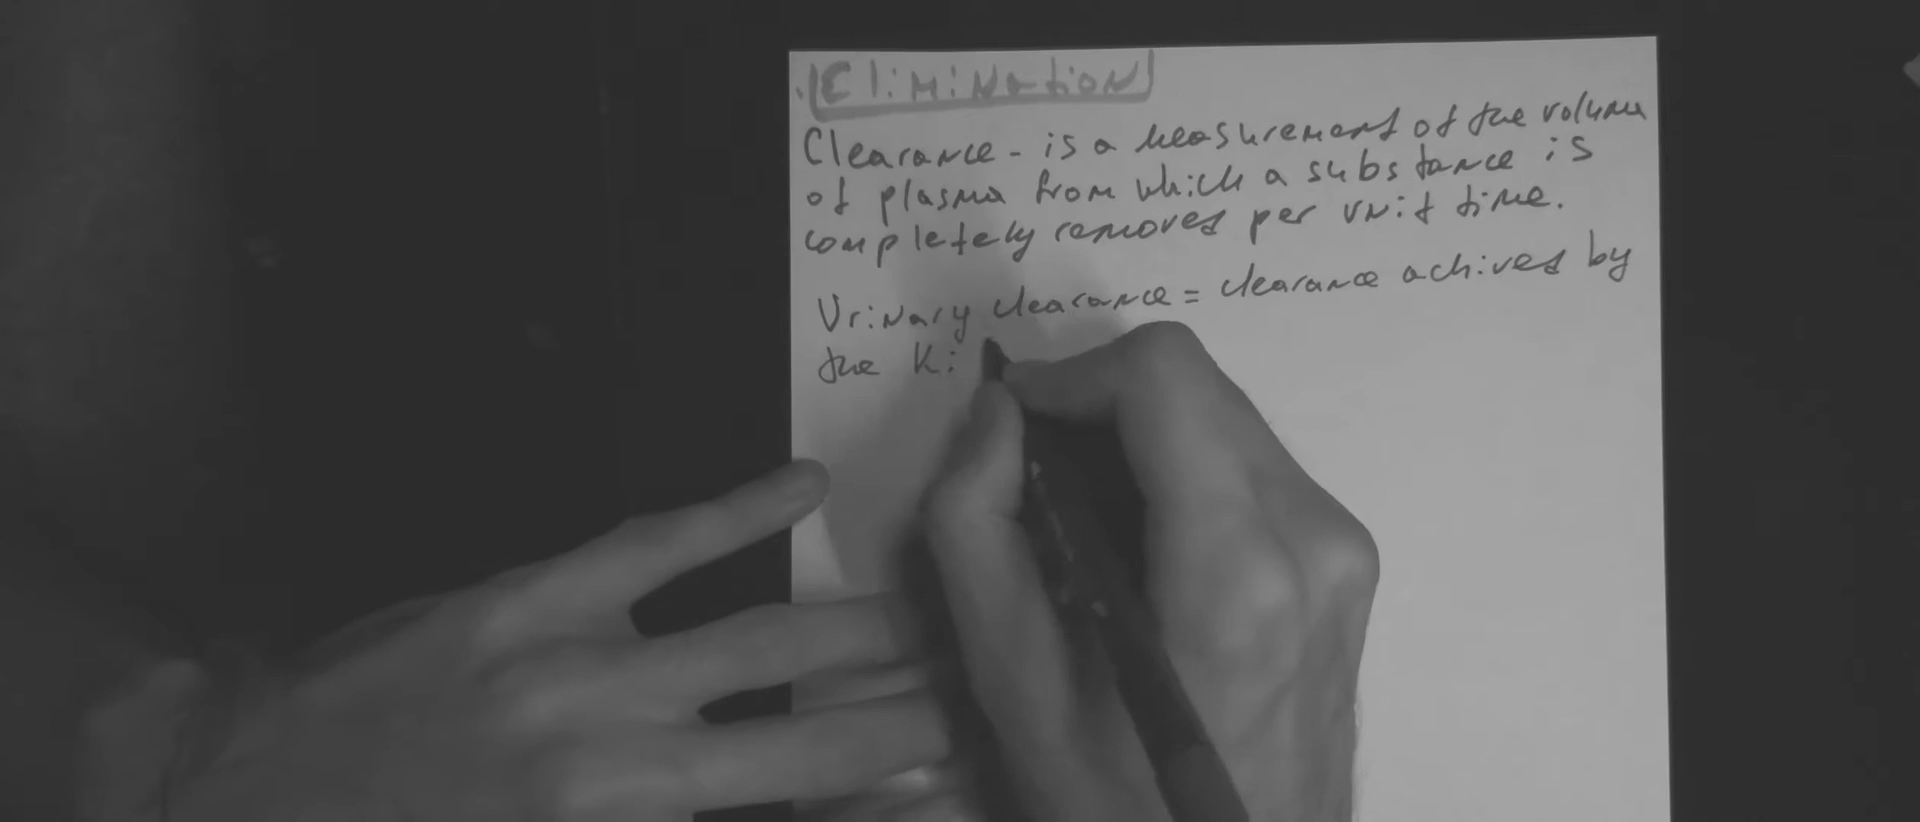 Elimination
Clearance - is a measurement of the volume
of plasma from which a substance is
completely removed per unit time.
Urinary clearance = clearance achived by
the Ki